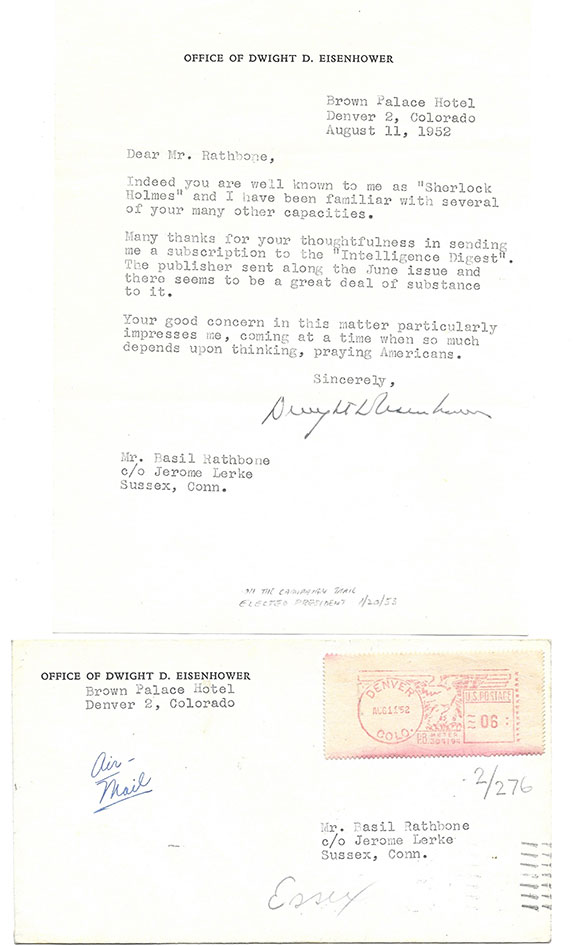 OFFICE OF DWIGHT D. EISENHOWER
Brown Palace Hotel
Denver 2, Colorado
August 11, 1952
Dear Mr. Rathbone,
Indeed you are well known to me as "Sherlock
Holmes" and I have been familiar with several
of your many other capacities.
Many thanks for your thoughtfulness in sending
me a subscription to the "Intelligence Digest".
The publisher sent along the June issue and
there seems to be a great deal of substance
to it.
Your good concern in this matter particularly
impresses me, coming at a time when so much
depends upon thinking, praying Americans.
Sincerely,
Dwight D Eisenhower
Mr. Basil Rathbone
c/o Jerome Lerke
Sussex, Conn.
ON THE CAMPAIGN TRAIL
ELECTED PRESIDENT 1/20/53
OFFICE OF DWIGHT D. EISENHOWER
Brown Palace Hotel
Denver 2, Colorado
DENVER
AUG 11 '52
COLO.
U.S. POSTAGE
06
P.B. METER
Air-
Mail
2/276
Mr. Basil Rathbone
c/o Jerome Lerke
Sussex, Conn.
Essex